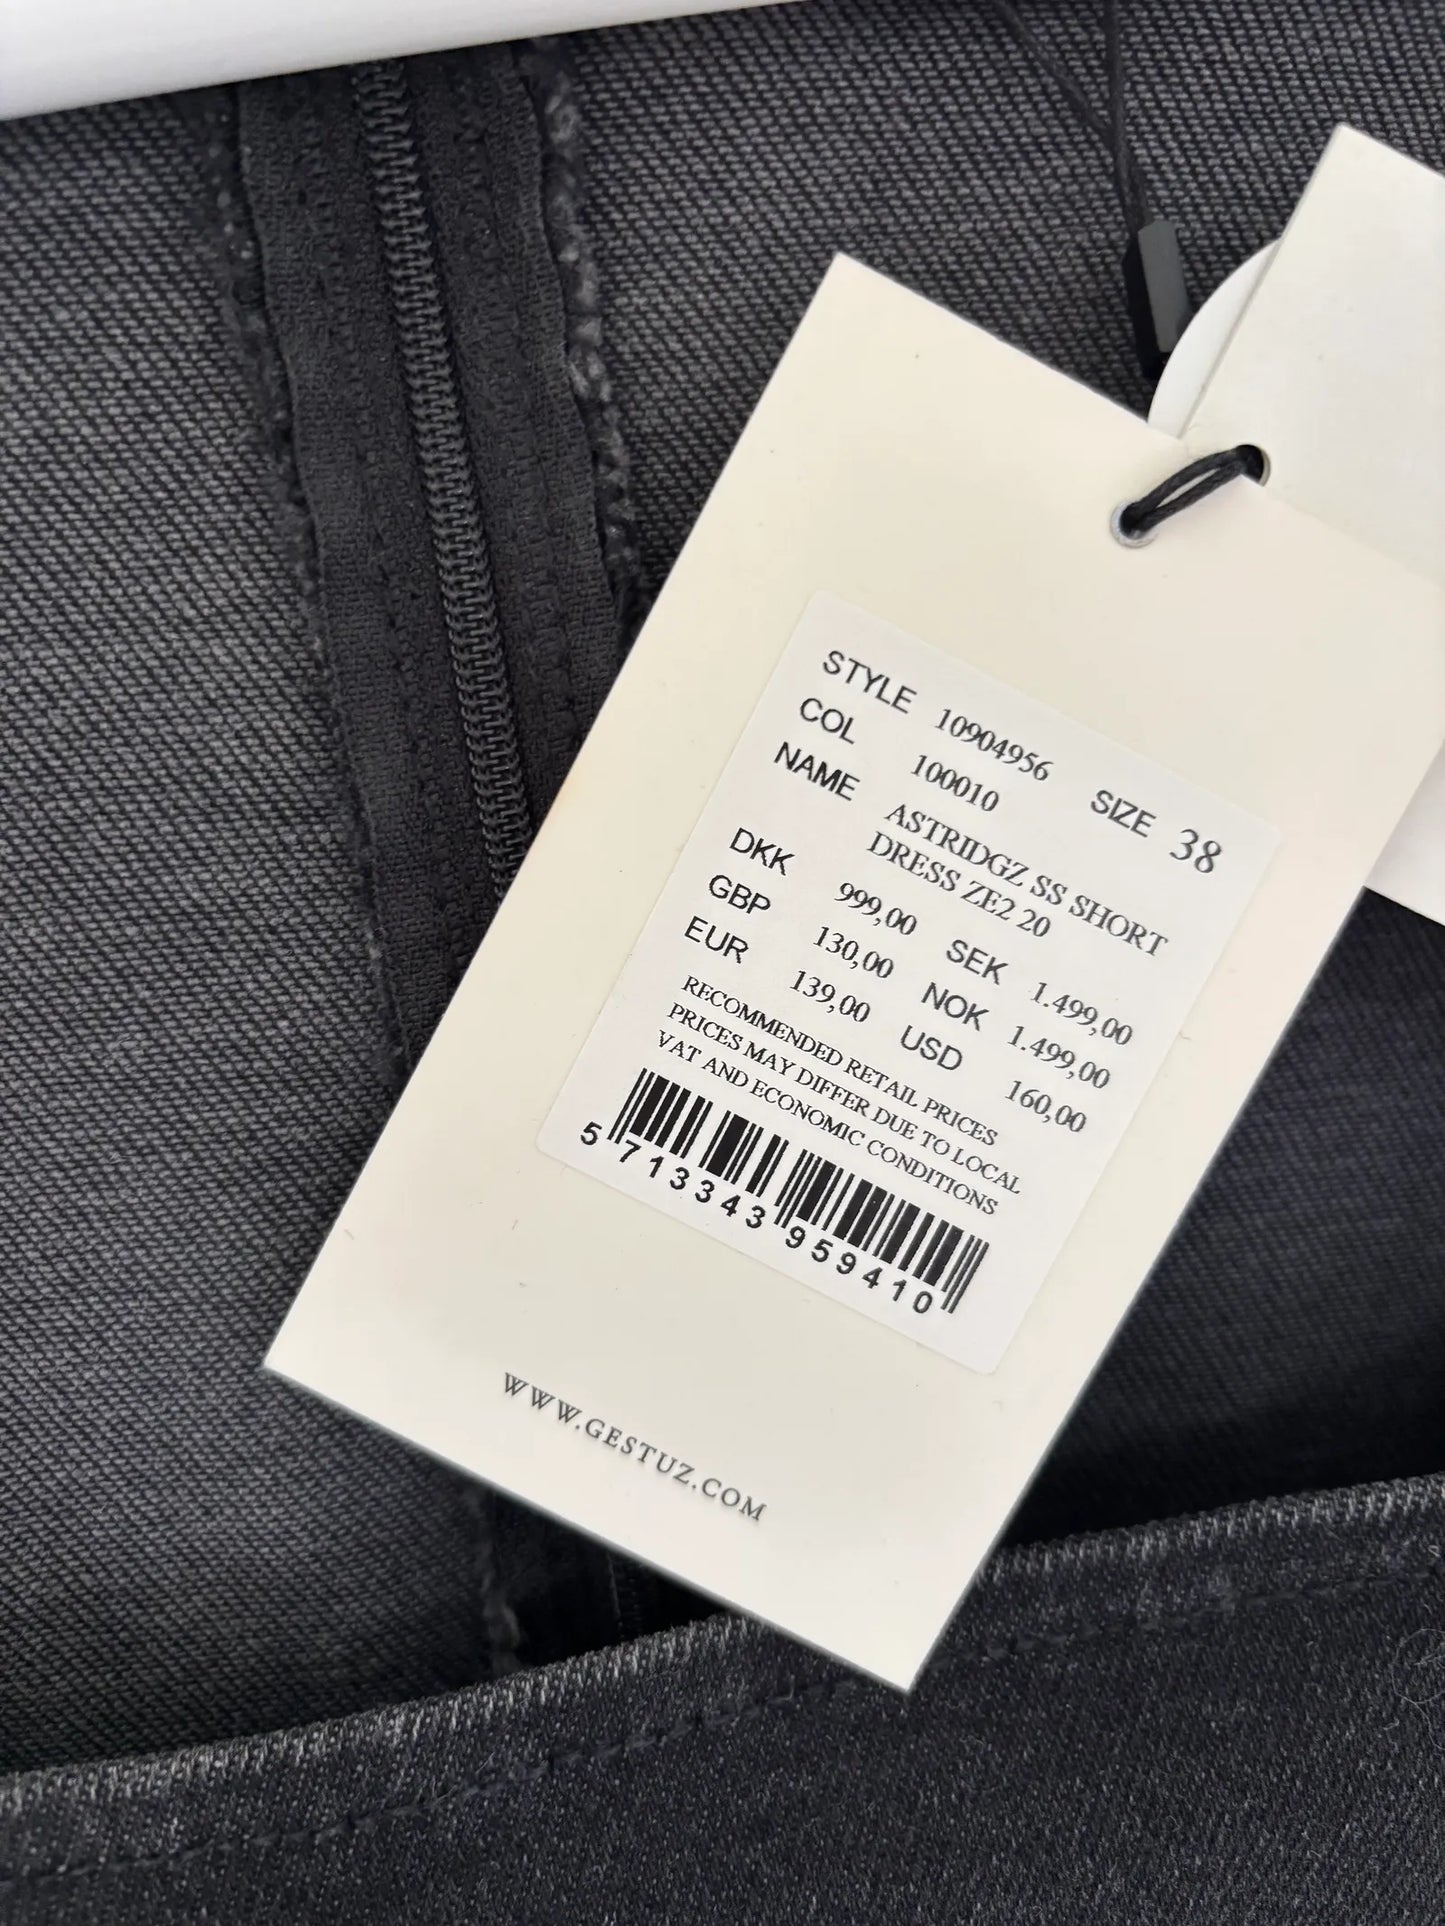 STYLE 10904956 SIZE 38
COL 100010
NAME ASTRIDGZ SS SHORT
DRESS ZE2 20
DKK 999,00 SEK 1.499,00
GBP 130,00 NOK 1.499,00
EUR 139,00 USD 160,00
RECOMMENDED RETAIL PRICES
PRICES MAY DIFFER DUE TO LOCAL
VAT AND ECONOMIC CONDITIONS
5 713343 959410
WWW.GESTUZ.COM